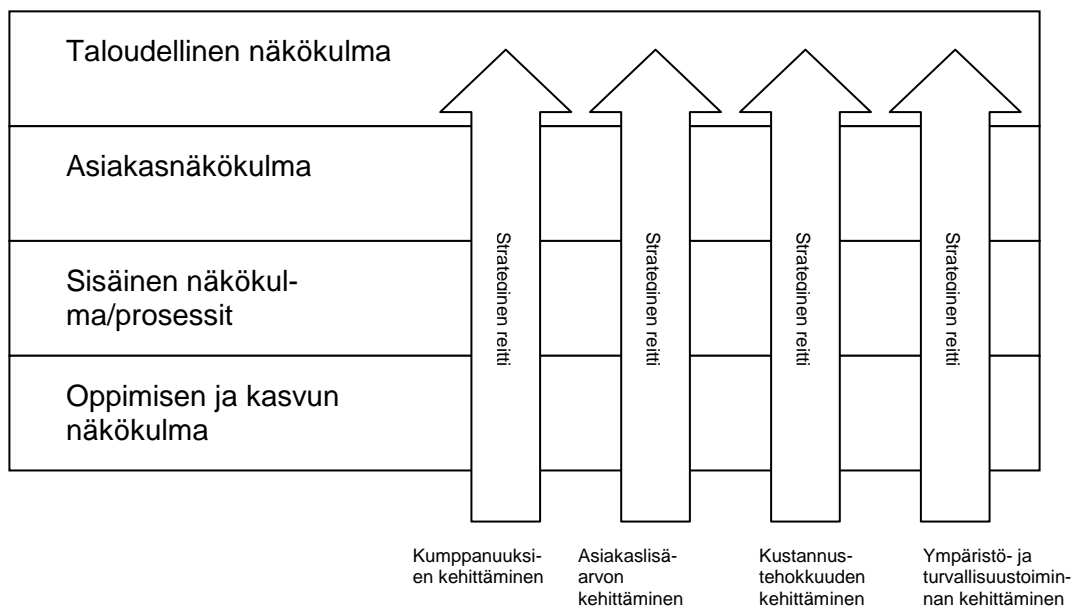 Taloudellinen näkökulma
Asiakasnäkökulma
Sisäinen näkökul-
ma/prosessit
Oppimisen ja kasvun
näkökulma
Strateginen reitti
Strateginen reitti
Strateginen reitti
Strateginen reitti
Kumppanuuksi-
en kehittäminen
Asiakaslisä-
arvon
kehittäminen
Kustannus-
tehokkuuden
kehittäminen
Ympäristö- ja
turvallisuustoimin-
nan kehittäminen